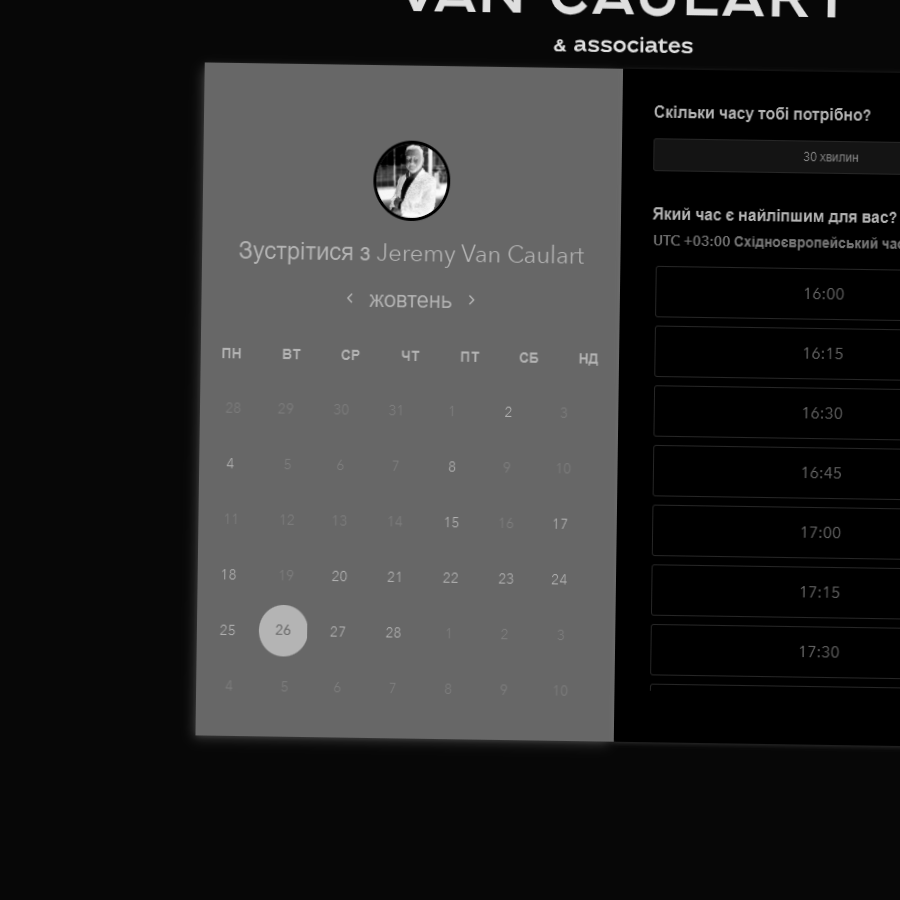 VAN CAULART
& associates
Зустрітися з Jeremy Van Caulart
жовтень
ПН ВТ СР ЧТ ПТ СБ НД
28 29 30 31 1 2 3
4 5 6 7 8 9 10
11 12 13 14 15 16 17
18 19 20 21 22 23 24
25 26 27 28 1 2 3
4 5 6 7 8 9 10
Скільки часу тобі потрібно?
30 хвилин
Який час є найліпшим для вас?
UTC +03:00 Східноєвропейський
16:00
16:15
16:30
16:45
17:00
17:15
17:30